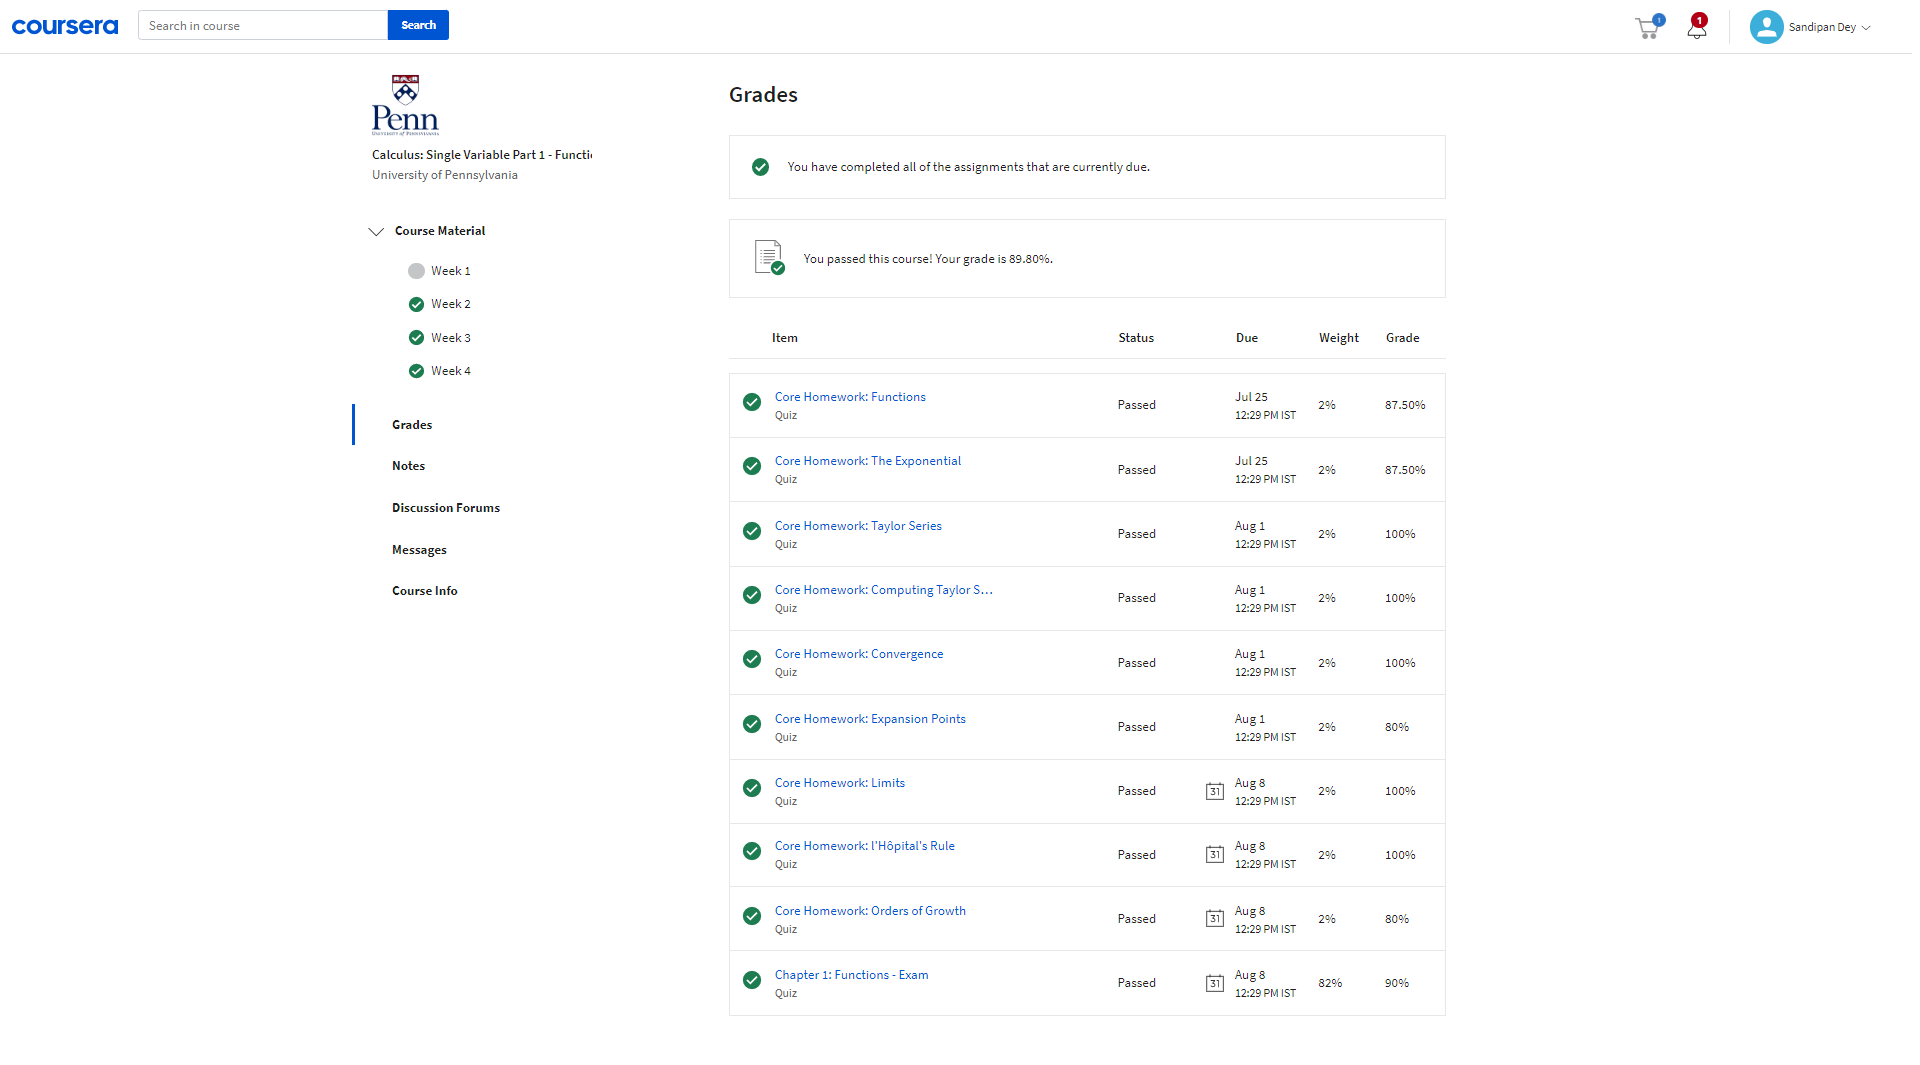 coursera
Search in course
Search
1
1
Sandipan Dey
Penn
UNIVERSITY of PENNSYLVANIA
Calculus: Single Variable Part 1 - Functi
University of Pennsylvania
Course Material
Week 1
Week 2
Week 3
Week 4
Grades
Notes
Discussion Forums
Messages
Course Info
Grades
You have completed all of the assignments that are currently due.
You passed this course! Your grade is 89.80%.
Item Status Due Weight Grade
Core Homework: Functions
Quiz
Passed
Jul 25
12:29 PM IST
2%
87.50%
Core Homework: The Exponential
Quiz
Passed
Jul 25
12:29 PM IST
2%
87.50%
Core Homework: Taylor Series
Quiz
Passed
Aug 1
12:29 PM IST
2%
100%
Core Homework: Computing Taylor S...
Quiz
Passed
Aug 1
12:29 PM IST
2%
100%
Core Homework: Convergence
Quiz
Passed
Aug 1
12:29 PM IST
2%
100%
Core Homework: Expansion Points
Quiz
Passed
Aug 1
12:29 PM IST
2%
80%
Core Homework: Limits
Quiz
Passed
31
Aug 8
12:29 PM IST
2%
100%
Core Homework: l'Hôpital's Rule
Quiz
Passed
31
Aug 8
12:29 PM IST
2%
100%
Core Homework: Orders of Growth
Quiz
Passed
31
Aug 8
12:29 PM IST
2%
80%
Chapter 1: Functions - Exam
Quiz
Passed
31
Aug 8
12:29 PM IST
82%
90%